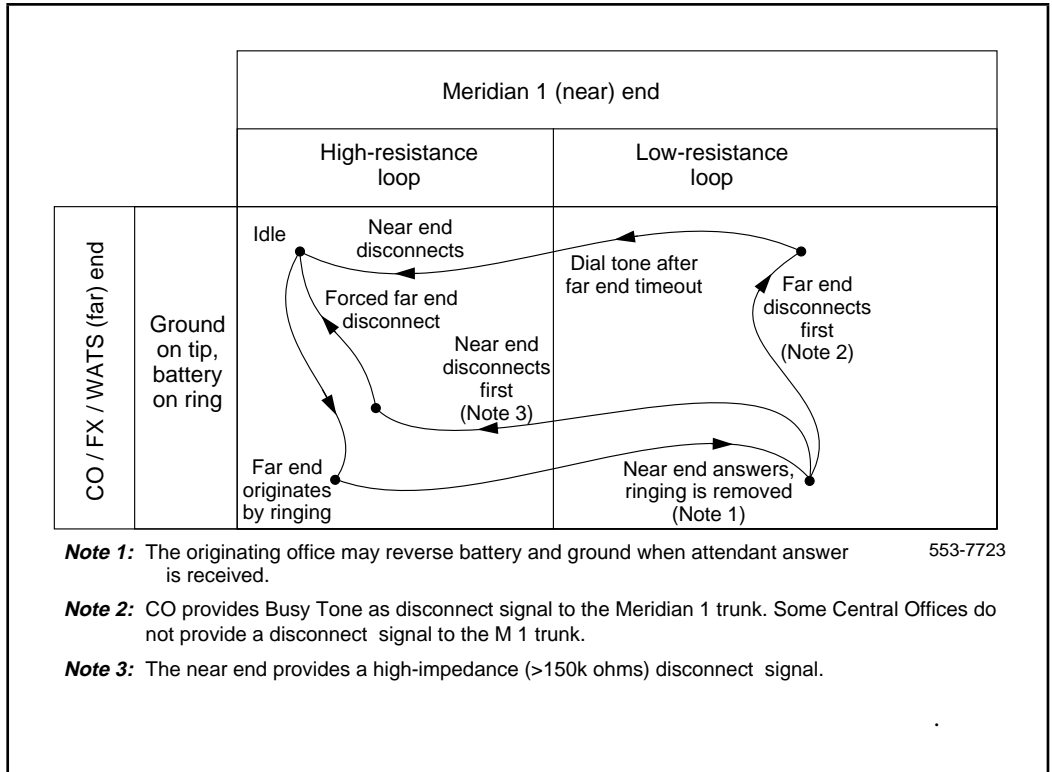 Meridian 1 (near) end
High-resistance
loop
Low-resistance
loop
CO / FX / WATS (far) end
Ground
on tip,
battery
on ring
Idle
Near end
disconnects
Dial tone after
far end timeout
Far end
disconnects
first
(Note 2)
Forced far end
disconnect
Near end
disconnects
first
(Note 3)
Far end
originates
by ringing
Near end answers,
ringing is removed
(Note 1)
Note 1: The originating office may reverse battery and ground when attendant answer
is received.
553-7723
Note 2: CO provides Busy Tone as disconnect signal to the Meridian 1 trunk. Some Central Offices do
not provide a disconnect signal to the M 1 trunk.
Note 3: The near end provides a high-impedance (>150k ohms) disconnect signal.
.